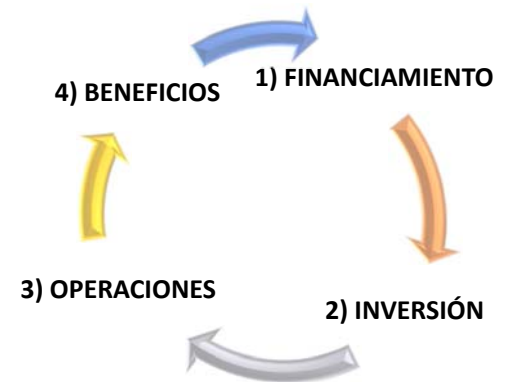 1) FINANCIAMIENTO
2) INVERSIÓN
3) OPERACIONES
4) BENEFICIOS